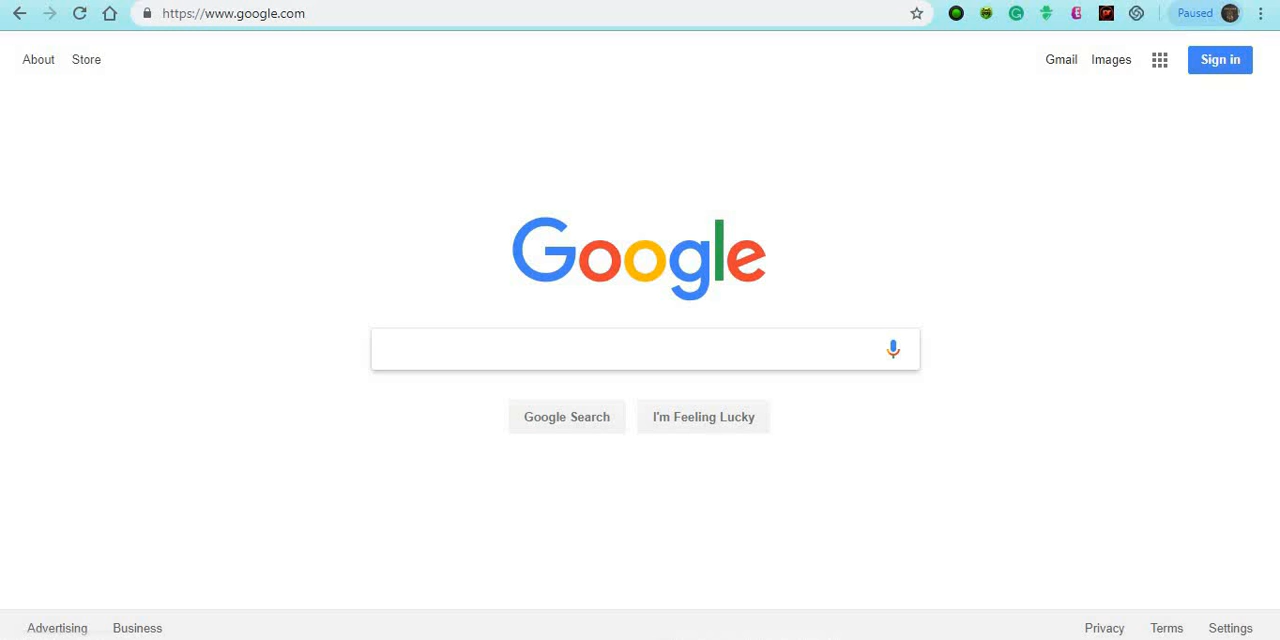 https://www.google.com
Paused
About Store
Gmail Images Sign in
Google
Google Search I'm Feeling Lucky
Advertising Business
Privacy Terms Settings